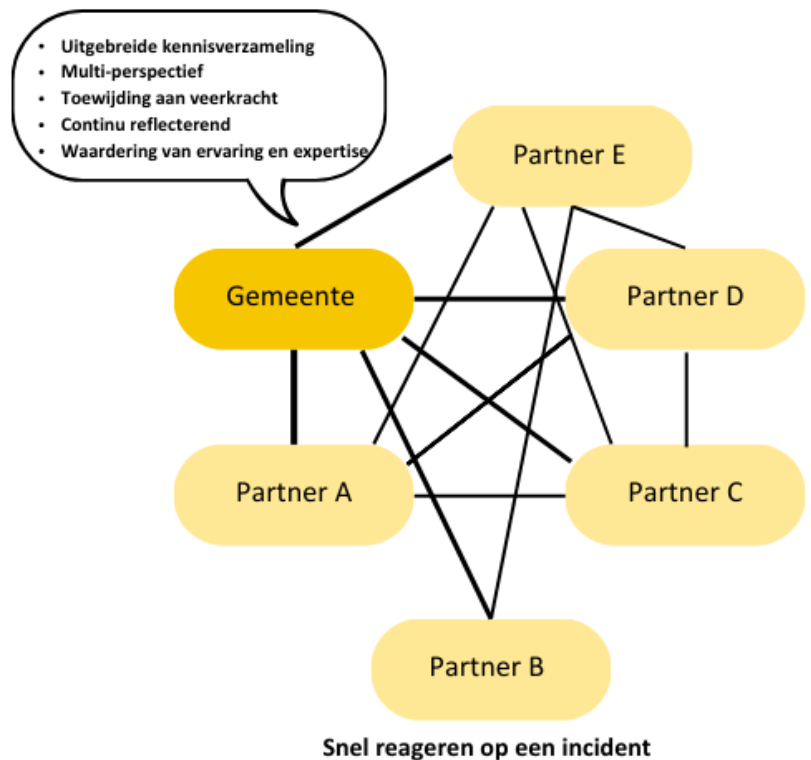 • Uitgebreide kennisverzameling
• Multi-perspectief
• Toewijding aan veerkracht
• Continu reflecterend
• Waardering van ervaring en expertise
Partner E
Gemeente
Partner D
Partner A
Partner C
Partner B
Snel reageren op een incident